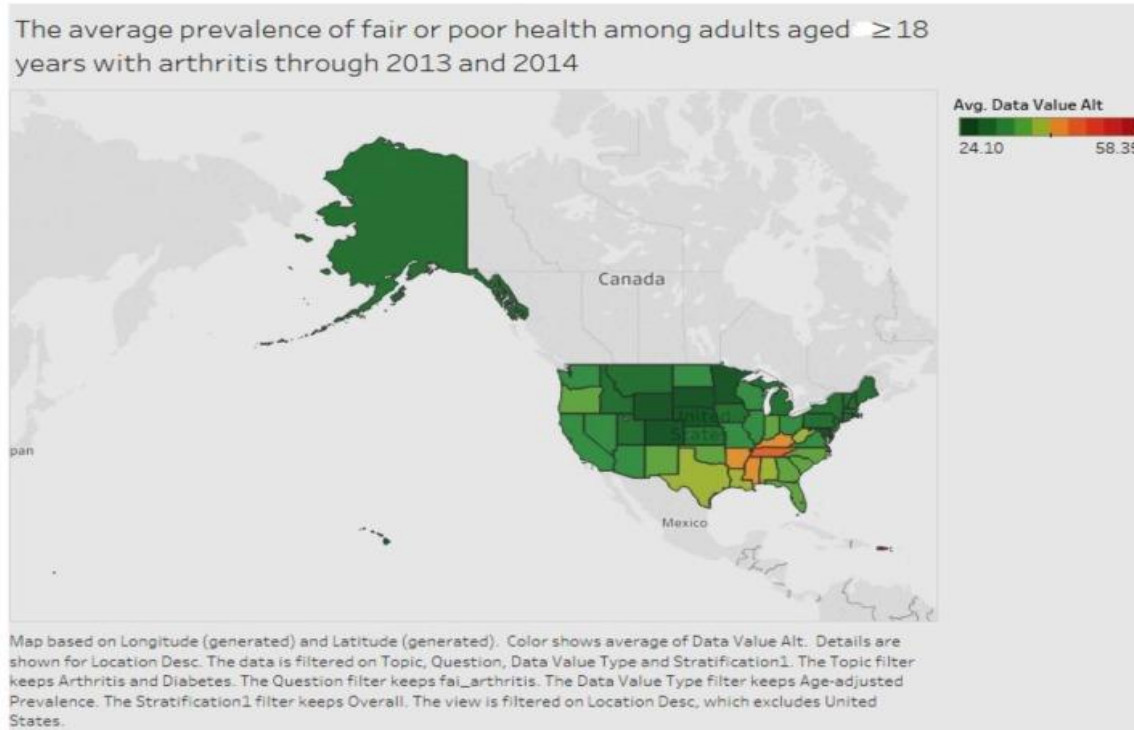 The average prevalence of fair or poor health among adults aged ≥ 18
years with arthritis through 2013 and 2014
Avg. Data Value Alt
24.10 58.39
Canada
United
States
pan
Mexico
Map based on Longitude (generated) and Latitude (generated). Color shows average of Data Value Alt. Details are
shown for Location Desc. The data is filtered on Topic, Question, Data Value Type and Stratification1. The Topic filter
keeps Arthritis and Diabetes. The Question filter keeps fai_arthritis. The Data Value Type filter keeps Age-adjusted
Prevalence. The Stratification1 filter keeps Overall. The view is filtered on Location Desc, which excludes United
States.